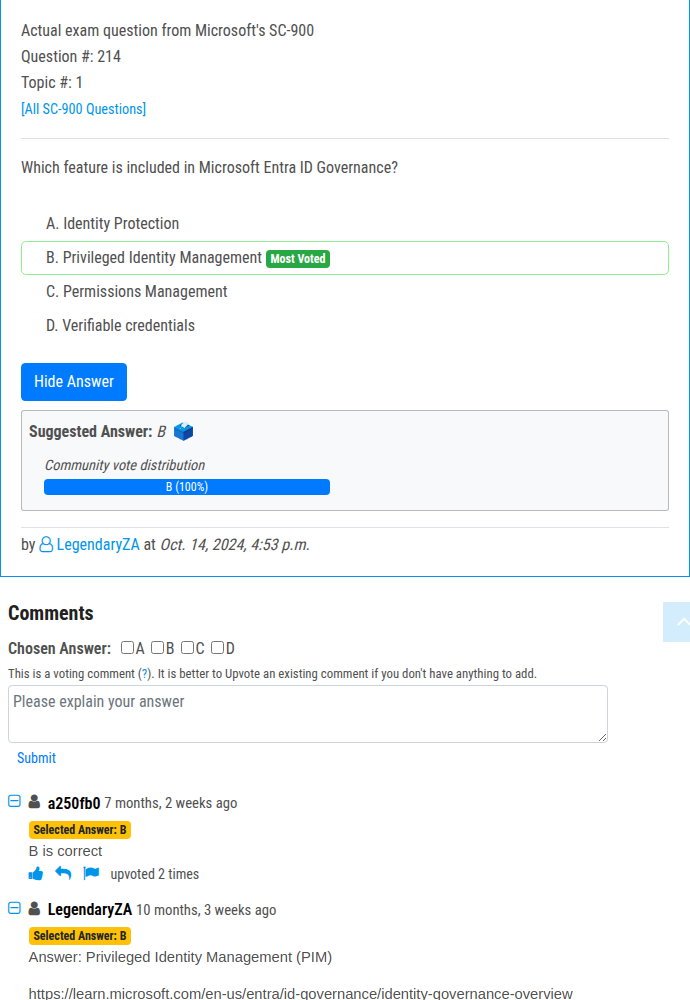 Actual exam question from Microsoft's SC-900
Question #: 214
Topic #: 1
[All SC-900 Questions]
Which feature is included in Microsoft Entra ID Governance?
A. Identity Protection
B. Privileged Identity Management Most Voted
C. Permissions Management
D. Verifiable credentials
Hide Answer
Suggested Answer: B
Community vote distribution
B (100%)
by LegendaryZA at Oct. 14, 2024, 4:53 p.m.
Comments
Chosen Answer: A B C D
This is a voting comment (?). It is better to Upvote an existing comment if you don't have anything to add.
Please explain your answer
Submit
a250fb0 7 months, 2 weeks ago
Selected Answer: B
B is correct
upvoted 2 times
LegendaryZA 10 months, 3 weeks ago
Selected Answer: B
Answer: Privileged Identity Management (PIM)
https://learn.microsoft.com/en-us/entra/id-governance/identity-governance-overview